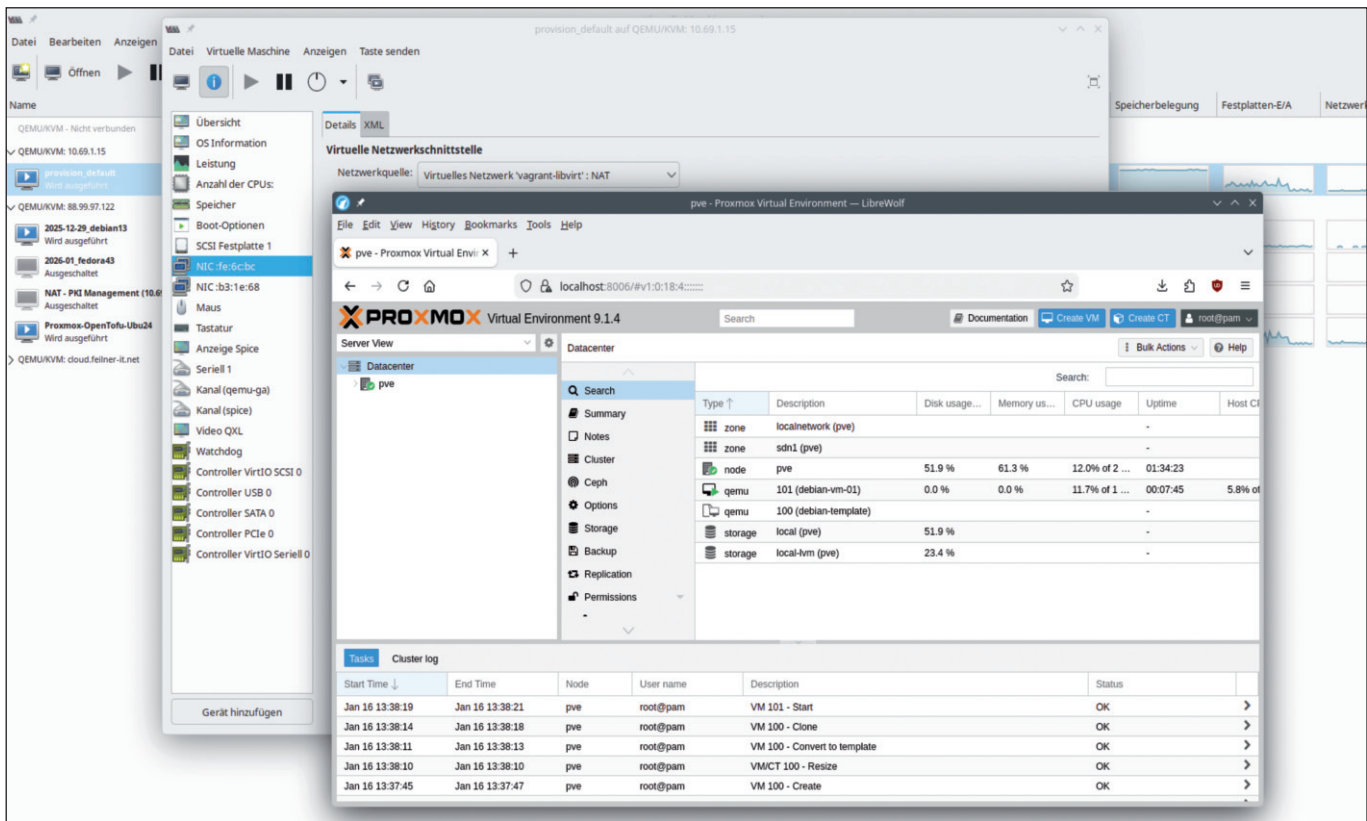 Datei Bearbeiten Anzeigen
Öffnen
Name
QEMU/KVM - Nicht verbunden
QEMU/KVM: 10.69.1.15
provision_default
Wird ausgeführt
QEMU/KVM: 88.99.97.122
2025-12-29_debian13
Wird ausgeführt
2026-01_fedora43
Ausgeschaltet
NAT - PKI Management (10.69
Ausgeschaltet
Proxmox-OpenTofu-Ubu24
Wird ausgeführt
QEMU/KVM: cloud.feilner-it.net
Speicherbelegung Festplatten-E/A Netzwer
provision_default auf QEMU/KVM: 10.69.1.15
Datei Virtuelle Maschine Anzeigen Taste senden
Übersicht
OS Information
Leistung
Anzahl der CPUs:
Speicher
Boot-Optionen
SCSI Festplatte 1
NIC :fe:6c:bc
NIC :b3:1e:68
Maus
Tastatur
Anzeige Spice
Seriell 1
Kanal (qemu-ga)
Kanal (spice)
Video QXL
Watchdog
Controller VirtIO SCSI 0
Controller USB 0
Controller SATA 0
Controller PCIe 0
Controller VirtIO Seriell 0
Gerät hinzufügen
Details XML
Virtuelle Netzwerkschnittstelle
Netzwerkquelle: Virtuelles Netzwerk 'vagrant-libvirt' : NAT
pve - Proxmox Virtual Environment — LibreWolf
File Edit View History Bookmarks Tools Help
pve - Proxmox Virtual Envir
localhost:8006/#v1:0:18:4:::::::
PROXMOX Virtual Environment 9.1.4 Search Documentation Create VM Create CT root@pam
Server View
Datacenter
pve
Datacenter Bulk Actions Help
Search
Summary
Notes
Cluster
Ceph
Options
Storage
Backup
Replication
Permissions
Search:
Type Description Disk usage... Memory us... CPU usage Uptime Host CP
zone localnetwork (pve) -
zone sdn1 (pve) -
node pve 51.9 % 61.3 % 12.0% of 2 ... 01:34:23
qemu 101 (debian-vm-01) 0.0 % 0.0 % 11.7% of 1 ... 00:07:45 5.8% of
qemu 100 (debian-template) -
storage local (pve) 51.9 % -
storage local-lvm (pve) 23.4 % -
Tasks Cluster log
Start Time End Time Node User name Description Status
Jan 16 13:38:19 Jan 16 13:38:21 pve root@pam VM 101 - Start OK
Jan 16 13:38:14 Jan 16 13:38:18 pve root@pam VM 100 - Clone OK
Jan 16 13:38:11 Jan 16 13:38:13 pve root@pam VM 100 - Convert to template OK
Jan 16 13:38:10 Jan 16 13:38:10 pve root@pam VM/CT 100 - Resize OK
Jan 16 13:37:45 Jan 16 13:37:47 pve root@pam VM 100 - Create OK